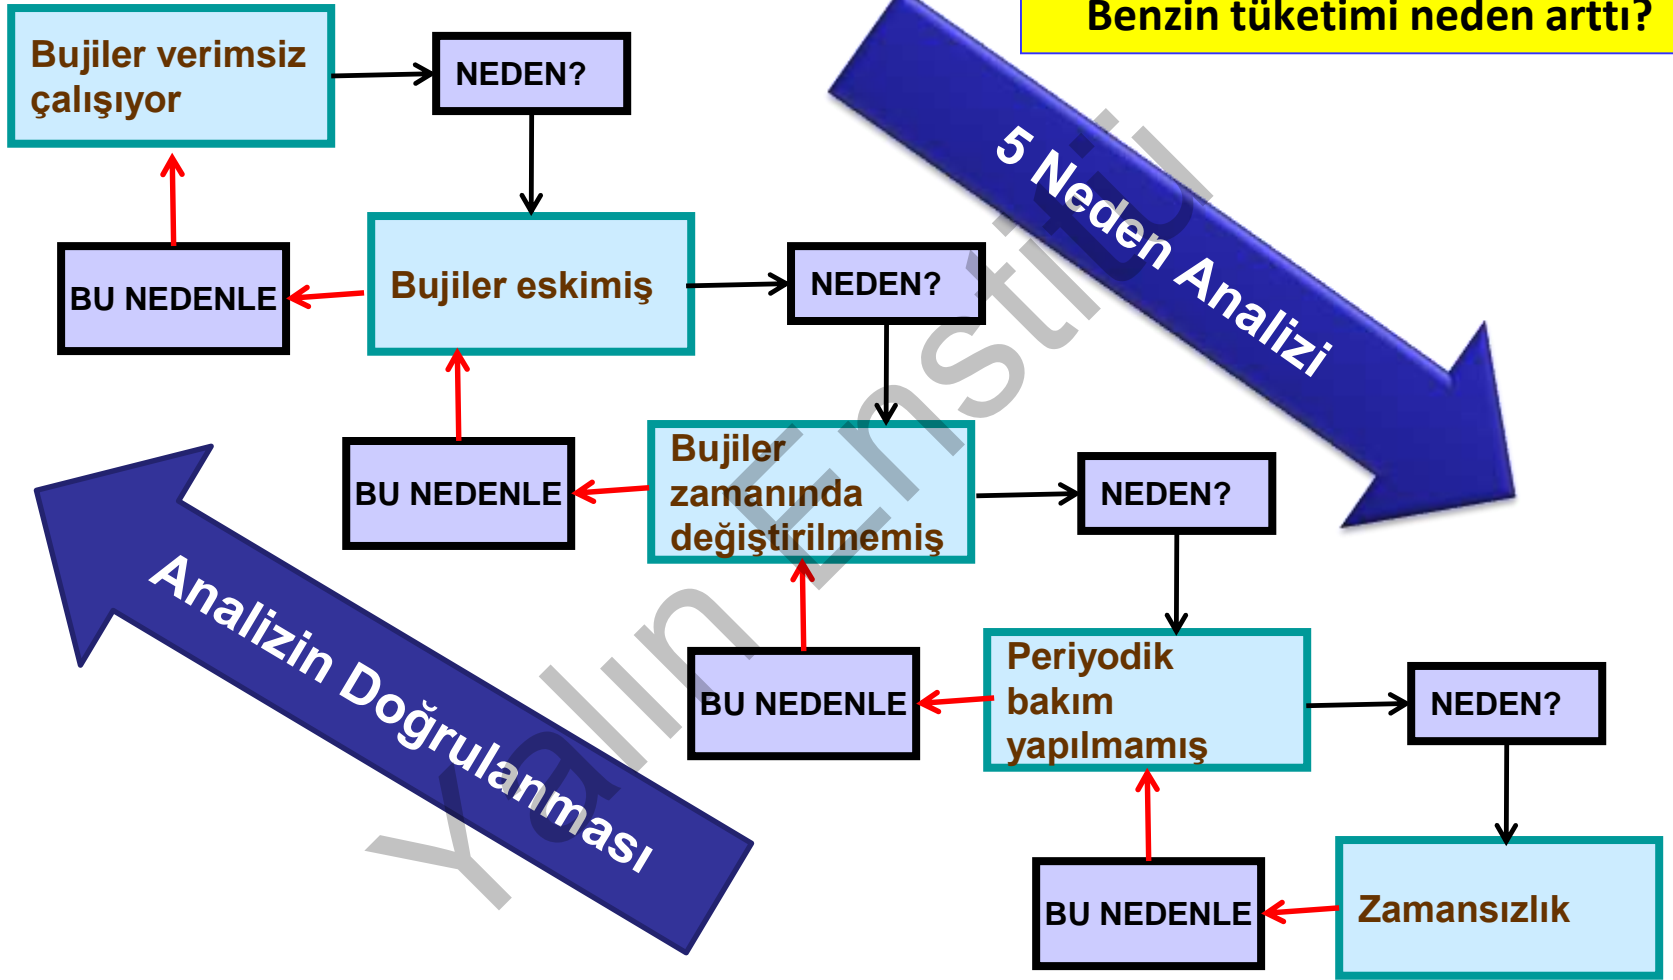 Benzin tüketimi neden arttı?
Bujiler verimsiz
çalışıyor
NEDEN?
5 Neden Analizi
BU NEDENLE
Bujiler eskimiş
NEDEN?
BU NEDENLE
Bujiler
zamanında
değiştirilmemiş
NEDEN?
Analizin Doğrulanması
BU NEDENLE
Periyodik
bakım
yapılmamış
NEDEN?
BU NEDENLE
Zamansızlık
Yalın Enstitü